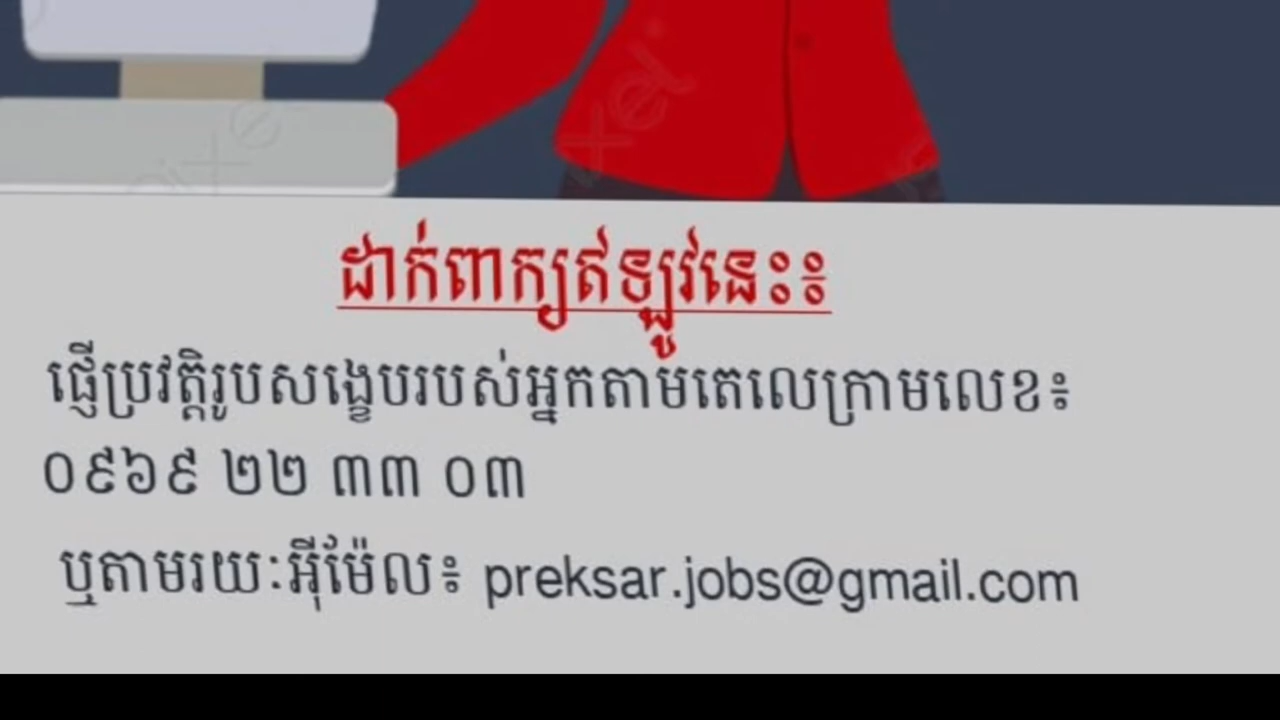 ដាក់ពាក្យឥឡូវនេះ៖
ផ្ញើប្រវត្តិរូបសង្ខេបរបស់អ្នកតាមតេលេក្រាមលេខ៖
០៩៦៩ ២២ ៣៣ ០៣
ឬតាមរយៈអ៊ីម៉ែល៖ preksar.jobs@gmail.com